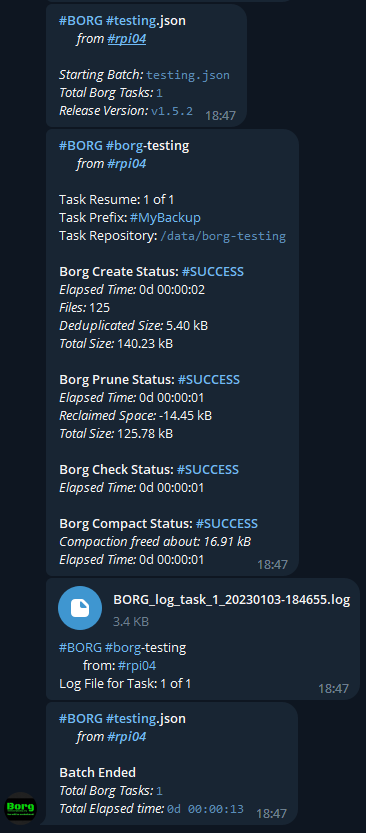 #BORG #testing.json
from #rpi04
Starting Batch: testing.json
Total Borg Tasks: 1
Release Version: v1.5.2
18:47
#BORG #borg-testing
from #rpi04
Task Resume: 1 of 1
Task Prefix: #MyBackup
Task Repository: /data/borg-testing
Borg Create Status: #SUCCESS
Elapsed Time: 0d 00:00:02
Files: 125
Deduplicated Size: 5.40 kB
Total Size: 140.23 kB
Borg Prune Status: #SUCCESS
Elapsed Time: 0d 00:00:01
Reclaimed Space: -14.45 kB
Total Size: 125.78 kB
Borg Check Status: #SUCCESS
Elapsed Time: 0d 00:00:01
Borg Compact Status: #SUCCESS
Compaction freed about: 16.91 kB
Elapsed Time: 0d 00:00:01
18:47
BORG_log_task_1_20230103-184655.log
3.4 KB
#BORG #borg-testing
from: #rpi04
Log File for Task: 1 of 1
18:47
#BORG #testing.json
from #rpi04
Batch Ended
Total Borg Tasks: 1
Total Elapsed time: 0d 00:00:13
18:47
Borg